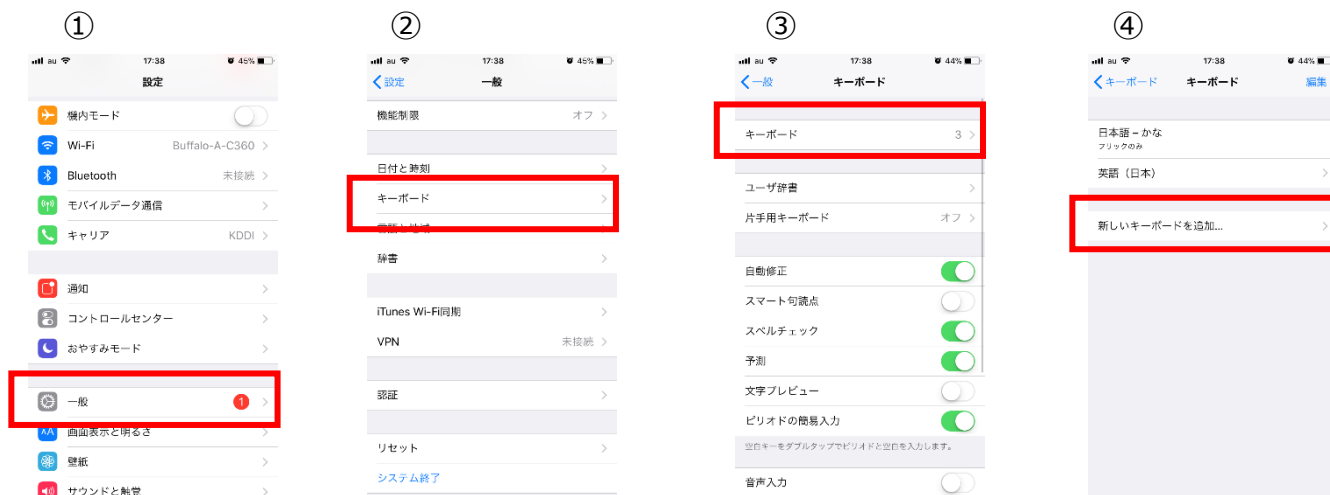 ①
au 17:38 45%
設定
機内モード
Wi-Fi Buffalo-A-C360
Bluetooth 未接続
モバイルデータ通信
キャリア KDDI
通知
コントロールセンター
おやすみモード
一般 1
AA 画面表示と明るさ
壁紙
サウンドと触覚
②
au 17:38 45%
設定 一般
機能制限 オフ
日付と時刻
キーボード
言語と地域
辞書
iTunes Wi-Fi同期
VPN 未接続
認証
リセット
システム終了
③
au 17:38 44%
一般 キーボード
キーボード 3
ユーザ辞書
片手用キーボード オフ
自動修正
スマート句読点
スペルチェック
予測
文字プレビュー
ピリオドの簡易入力
空白キーをダブルタップでピリオドと空白を入力します。
音声入力
④
au 17:38 44%
キーボード キーボード 編集
日本語 – かな
フリックのみ
英語（日本）
新しいキーボードを追加...